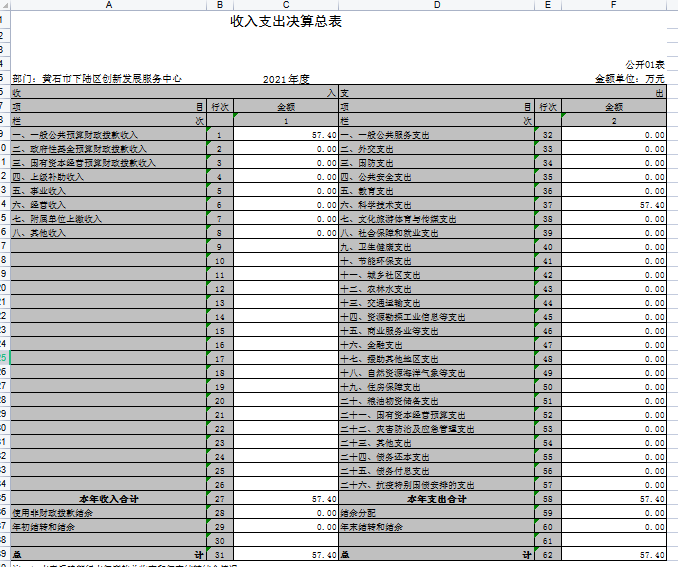 A B C D E F
收入支出决算总表
公开01表
部门：黄石市下陆区创新发展服务中心 2021年度 金额单位：万元
收 入 支 出
项 目 行次 金额 项 目 行次 金额
栏 次 1 栏 次 2
一、一般公共预算财政拨款收入 1 57.40 一、一般公共服务支出 32 0.00
二、政府性基金预算财政拨款收入 2 0.00 二、外交支出 33 0.00
三、国有资本经营预算财政拨款收入 3 0.00 三、国防支出 34 0.00
四、上级补助收入 4 0.00 四、公共安全支出 35 0.00
五、事业收入 5 0.00 五、教育支出 36 0.00
六、经营收入 6 0.00 六、科学技术支出 37 57.40
七、附属单位上缴收入 7 0.00 七、文化旅游体育与传媒支出 38 0.00
八、其他收入 8 0.00 八、社会保障和就业支出 39 0.00
9 九、卫生健康支出 40 0.00
10 十、节能环保支出 41 0.00
11 十一、城乡社区支出 42 0.00
12 十二、农林水支出 43 0.00
13 十三、交通运输支出 44 0.00
14 十四、资源勘探工业信息等支出 45 0.00
15 十五、商业服务业等支出 46 0.00
16 十六、金融支出 47 0.00
17 十七、援助其他地区支出 48 0.00
18 十八、自然资源海洋气象等支出 49 0.00
19 十九、住房保障支出 50 0.00
20 二十、粮油物资储备支出 51 0.00
21 二十一、国有资本经营预算支出 52 0.00
22 二十二、灾害防治及应急管理支出 53 0.00
23 二十三、其他支出 54 0.00
24 二十四、债务还本支出 55 0.00
25 二十五、债务付息支出 56 0.00
26 二十六、抗疫特别国债安排的支出 57 0.00
本年收入合计 27 57.40 本年支出合计 58 57.40
使用非财政拨款结余 28 0.00 结余分配 59 0.00
年初结转和结余 29 0.00 年末结转和结余 60 0.00
30 61
总 计 31 57.40 总 计 62 57.40